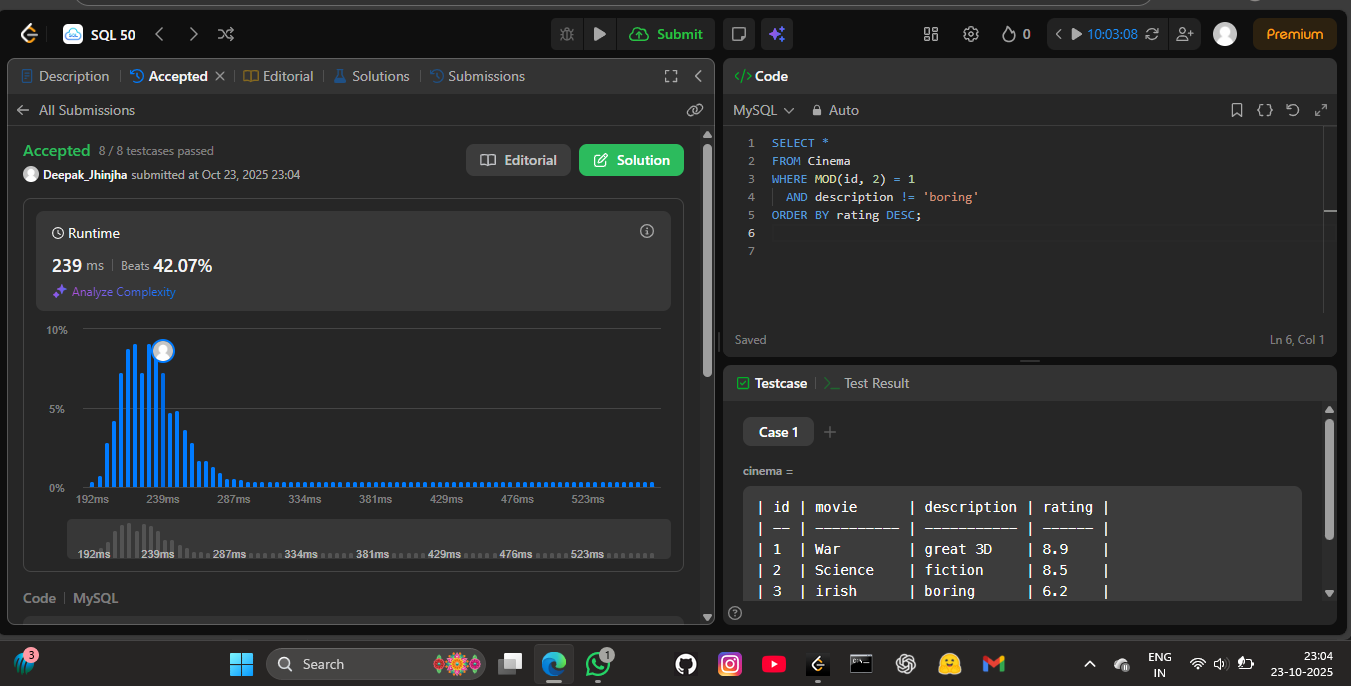 SQL 50
Submit
0
10:03:08
Premium
Description
Accepted
Editorial
Solutions
Submissions
All Submissions
Accepted 8 / 8 testcases passed
Deepak_Jhinjha submitted at Oct 23, 2025 23:04
Editorial
Solution
Runtime
239 ms Beats 42.07%
Analyze Complexity
10%
5%
0%
192ms 239ms 287ms 334ms 381ms 429ms 476ms 523ms
192ms 239ms 287ms 334ms 381ms 429ms 476ms 523ms
Code MySQL
</> Code
MySQL Auto
1 SELECT *
2 FROM Cinema
3 WHERE MOD(id, 2) = 1
4 AND description != 'boring'
5 ORDER BY rating DESC;
6
7
Saved
Ln 6, Col 1
Testcase
>_ Test Result
Case 1 +
cinema =
| id | movie | description | rating |
| -- | ---------- | ----------- | ------ |
| 1 | War | great 3D | 8.9 |
| 2 | Science | fiction | 8.5 |
| 3 | irish | boring | 6.2 |
3
Search
1
ENG
IN
23:04
23-10-2025